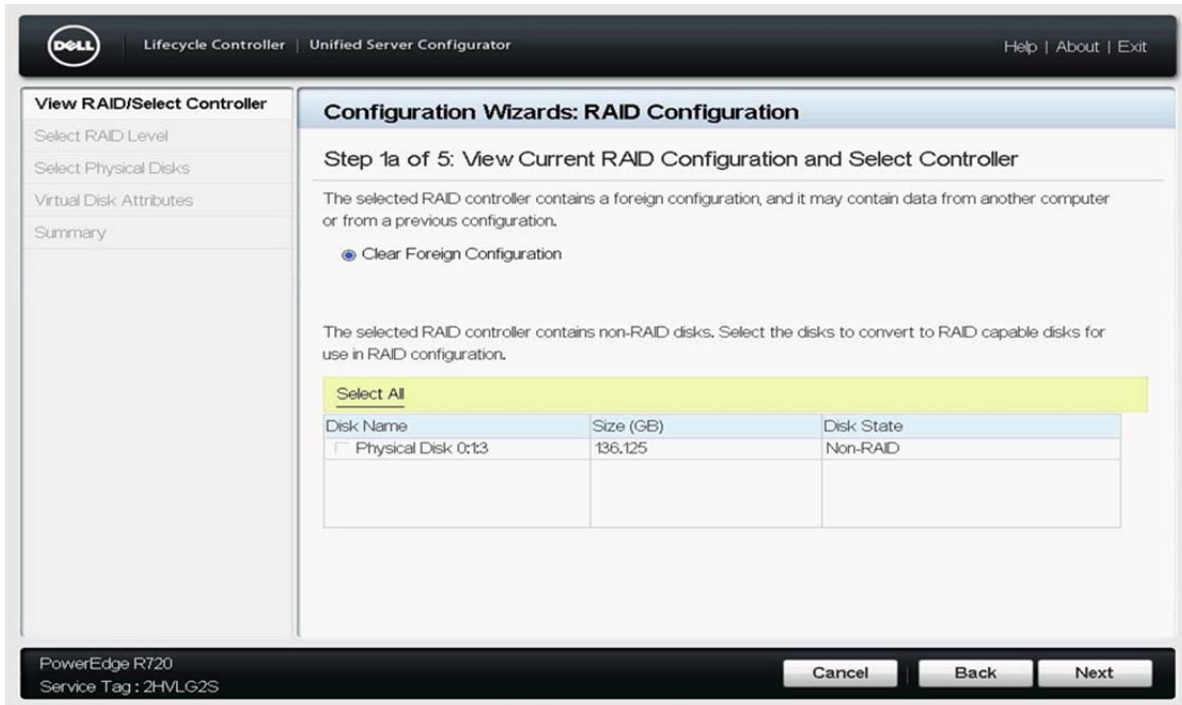 DELL
Lifecycle Controller | Unified Server Configurator
Help | About | Exit
View RAID/Select Controller
Select RAID Level
Select Physical Disks
Virtual Disk Attributes
Summary
Configuration Wizards: RAID Configuration
Step 1a of 5: View Current RAID Configuration and Select Controller
The selected RAID controller contains a foreign configuration, and it may contain data from another computer
or from a previous configuration.
Clear Foreign Configuration
The selected RAID controller contains non-RAID disks. Select the disks to convert to RAID capable disks for
use in RAID configuration.
Select All
Disk Name Size (GB) Disk State
Physical Disk 0:1:3 136.125 Non-RAID
PowerEdge R720
Service Tag : 2HVLG2S
Cancel | Back Next